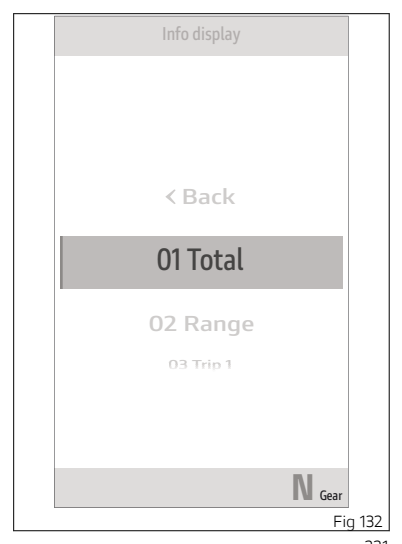 Info display
< Back
01 Total
02 Range
03 Trip 1
N Gear
Fig 132